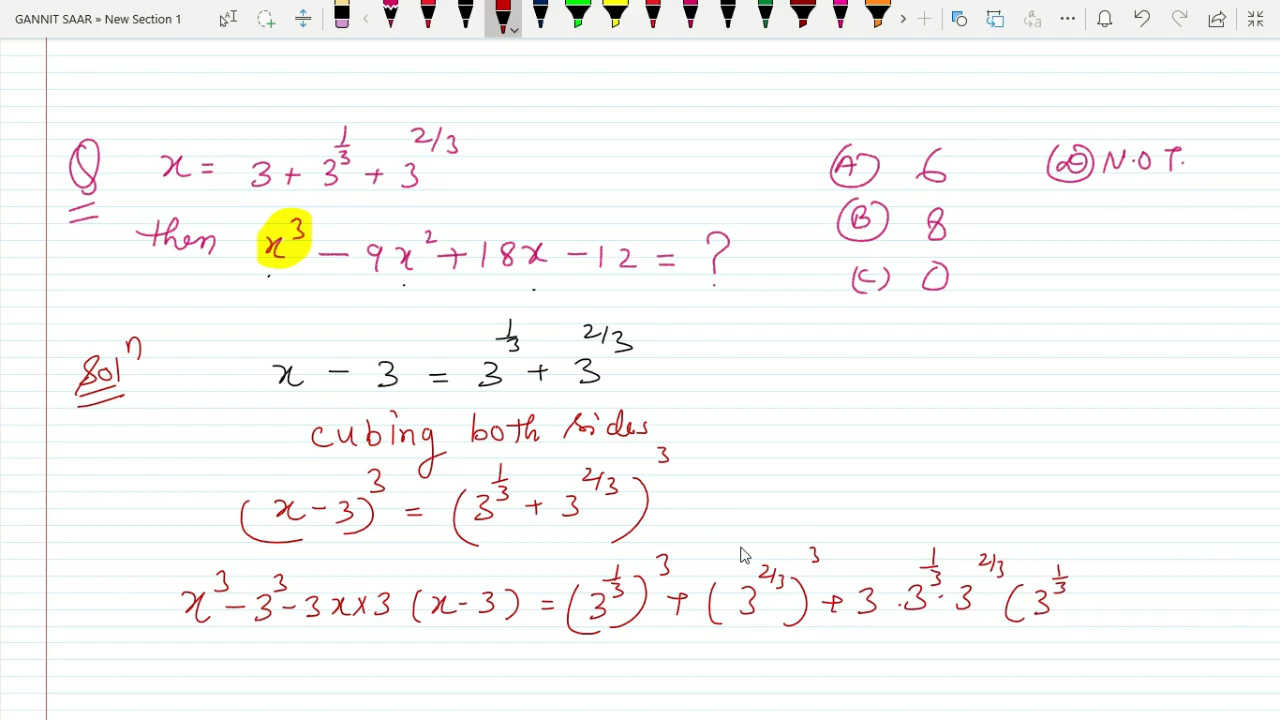 GANNIT SAAR » New Section 1
Q x = 3 + 3^{1/3} + 3^{2/3}
then x³ - 9x² + 18x - 12 = ?
(A) 6
(B) 8
(C) 0
(d) N.O.T.
Solⁿ x - 3 = 3^{1/3} + 3^{2/3}
cubing both sides
(x - 3)³ = (3^{1/3} + 3^{2/3})³
x³ - 3³ - 3x×3 (x-3) = (3^{1/3})³ + (3^{2/3})³ + 3 · 3^{1/3} · 3^{2/3} (3^{1/3}